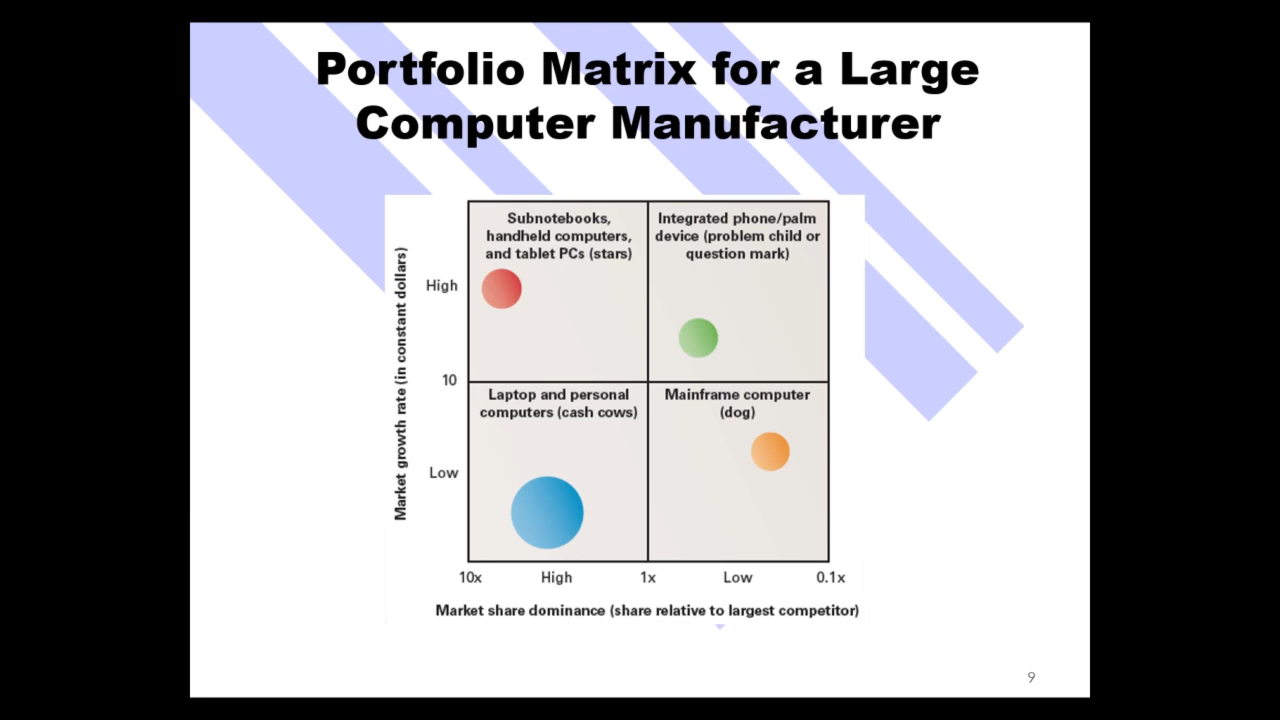 Portfolio Matrix for a Large
Computer Manufacturer
Subnotebooks,
handheld computers,
and tablet PCs (stars)
Integrated phone/palm
device (problem child or
question mark)
Market growth rate (in constant dollars)
High
10
Laptop and personal
computers (cash cows)
Mainframe computer
(dog)
Low
10x
High
1x
Low
0.1x
Market share dominance (share relative to largest competitor)
9